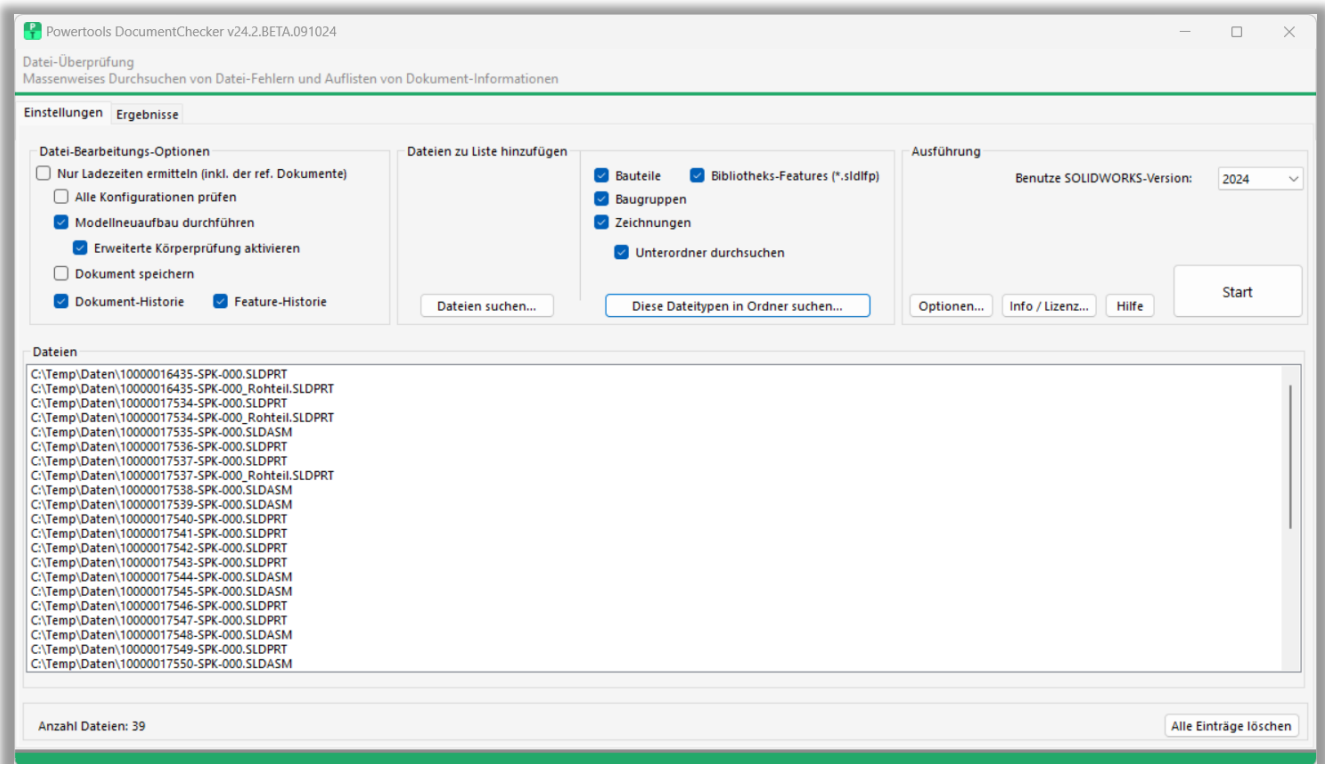 Powertools DocumentChecker v24.2.BETA.091024
Datei-Überprüfung
Massenweises Durchsuchen von Datei-Fehlern und Auflisten von Dokument-Informationen
Einstellungen Ergebnisse
Datei-Bearbeitungs-Optionen
Nur Ladezeiten ermitteln (inkl. der ref. Dokumente)
Alle Konfigurationen prüfen
Modellneuaufbau durchführen
Erweiterte Körperprüfung aktivieren
Dokument speichern
Dokument-Historie Feature-Historie
Dateien zu Liste hinzufügen
Dateien suchen...
Bauteile Bibliotheks-Features (*.sldlfp)
Baugruppen
Zeichnungen
Unterordner durchsuchen
Diese Dateitypen in Ordner suchen...
Ausführung
Benutze SOLIDWORKS-Version: 2024
Optionen... Info / Lizenz... Hilfe Start
Dateien
C:\Temp\Daten\10000016435-SPK-000.SLDPRT
C:\Temp\Daten\10000016435-SPK-000_Rohteil.SLDPRT
C:\Temp\Daten\10000017534-SPK-000.SLDPRT
C:\Temp\Daten\10000017534-SPK-000_Rohteil.SLDPRT
C:\Temp\Daten\10000017535-SPK-000.SLDASM
C:\Temp\Daten\10000017536-SPK-000.SLDPRT
C:\Temp\Daten\10000017537-SPK-000.SLDPRT
C:\Temp\Daten\10000017537-SPK-000_Rohteil.SLDPRT
C:\Temp\Daten\10000017538-SPK-000.SLDASM
C:\Temp\Daten\10000017539-SPK-000.SLDASM
C:\Temp\Daten\10000017540-SPK-000.SLDPRT
C:\Temp\Daten\10000017541-SPK-000.SLDPRT
C:\Temp\Daten\10000017542-SPK-000.SLDPRT
C:\Temp\Daten\10000017543-SPK-000.SLDPRT
C:\Temp\Daten\10000017544-SPK-000.SLDASM
C:\Temp\Daten\10000017545-SPK-000.SLDASM
C:\Temp\Daten\10000017546-SPK-000.SLDPRT
C:\Temp\Daten\10000017547-SPK-000.SLDPRT
C:\Temp\Daten\10000017548-SPK-000.SLDASM
C:\Temp\Daten\10000017549-SPK-000.SLDPRT
C:\Temp\Daten\10000017550-SPK-000.SLDASM
Anzahl Dateien: 39
Alle Einträge löschen